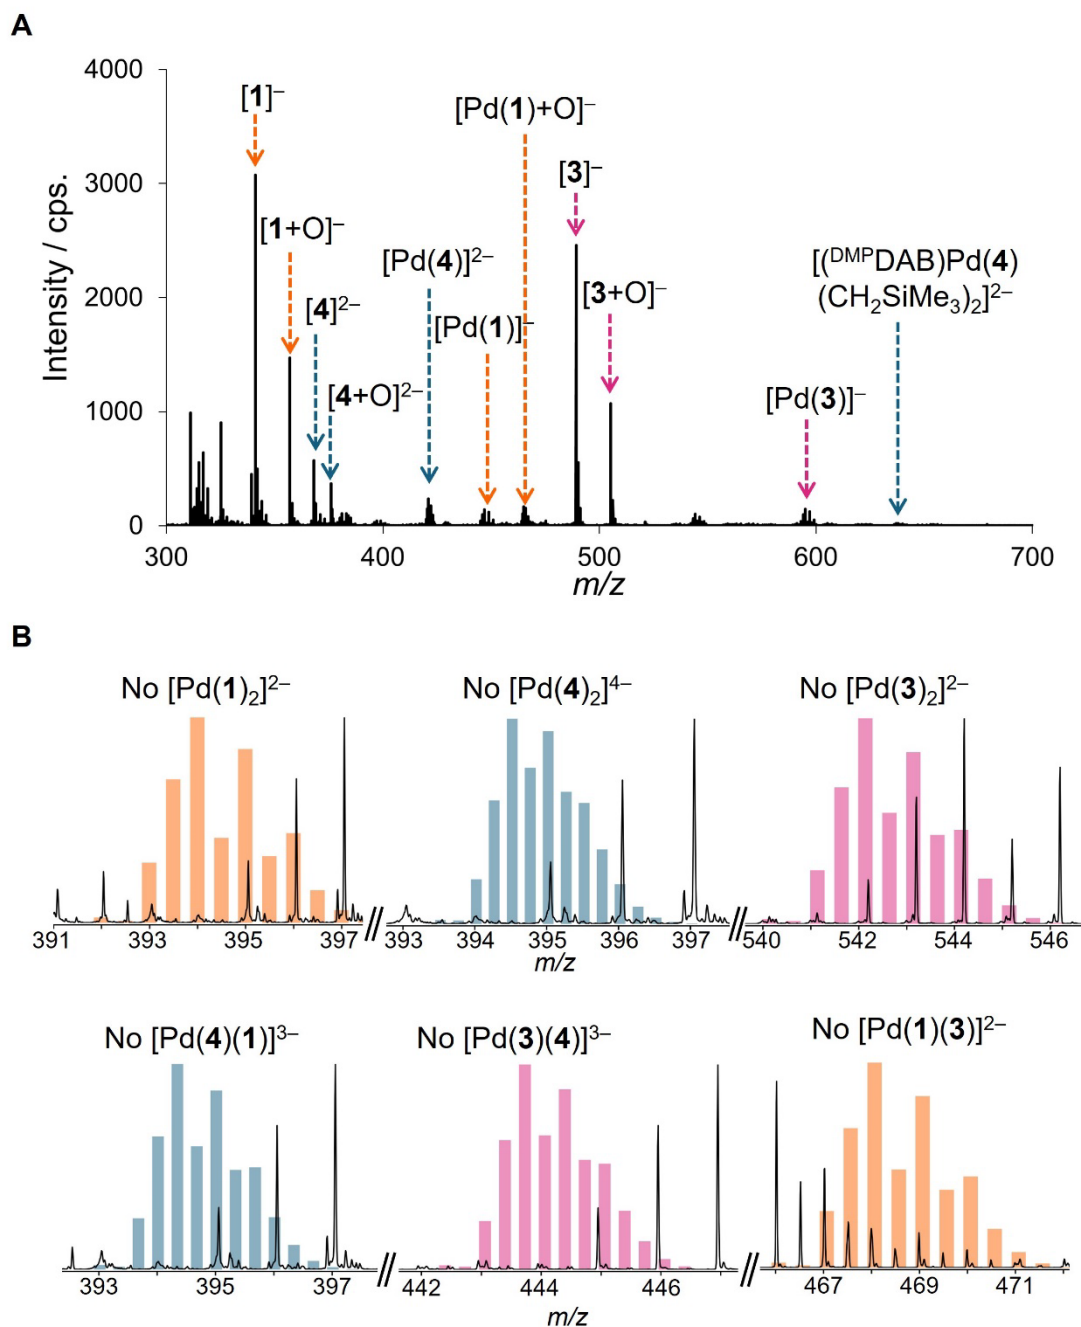 A
4000
3000
2000
1000
0
Intensity / cps.
[1]⁻
[1+O]⁻
[4]²⁻
[4+O]²⁻
[Pd(4)]²⁻
[Pd(1)+O]⁻
[Pd(1)]⁻
[3]⁻
[3+O]⁻
[Pd(3)]⁻
[(ᴰᴹᴾDAB)Pd(4)
(CH₂SiMe₃)₂]²⁻
300 400 500 600 700
m/z
B
No [Pd(1)₂]²⁻ No [Pd(4)₂]⁴⁻ No [Pd(3)₂]²⁻
391 393 395 397 393 394 395 396 397 540 542 544 546
m/z
No [Pd(4)(1)]³⁻ No [Pd(3)(4)]³⁻ No [Pd(1)(3)]²⁻
393 395 397 442 444 446 467 469 471
m/z